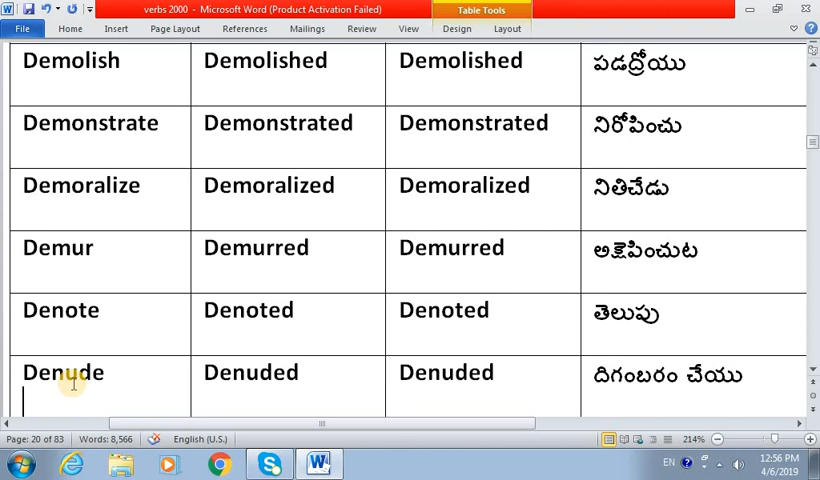 verbs 2000 - Microsoft Word (Product Activation Failed) Table Tools
File Home Insert Page Layout References Mailings Review View Design Layout
Demolish Demolished Demolished పడద్రోయు
Demonstrate Demonstrated Demonstrated నిరోపించు
Demoralize Demoralized Demoralized నితిచేడు
Demur Demurred Demurred అక్షెపించుట
Denote Denoted Denoted తెలుపు
Denude Denuded Denuded దిగంబరం చేయు
Page: 20 of 83 Words: 8,566 English (U.S.) 214%
EN 12:56 PM
4/6/2019